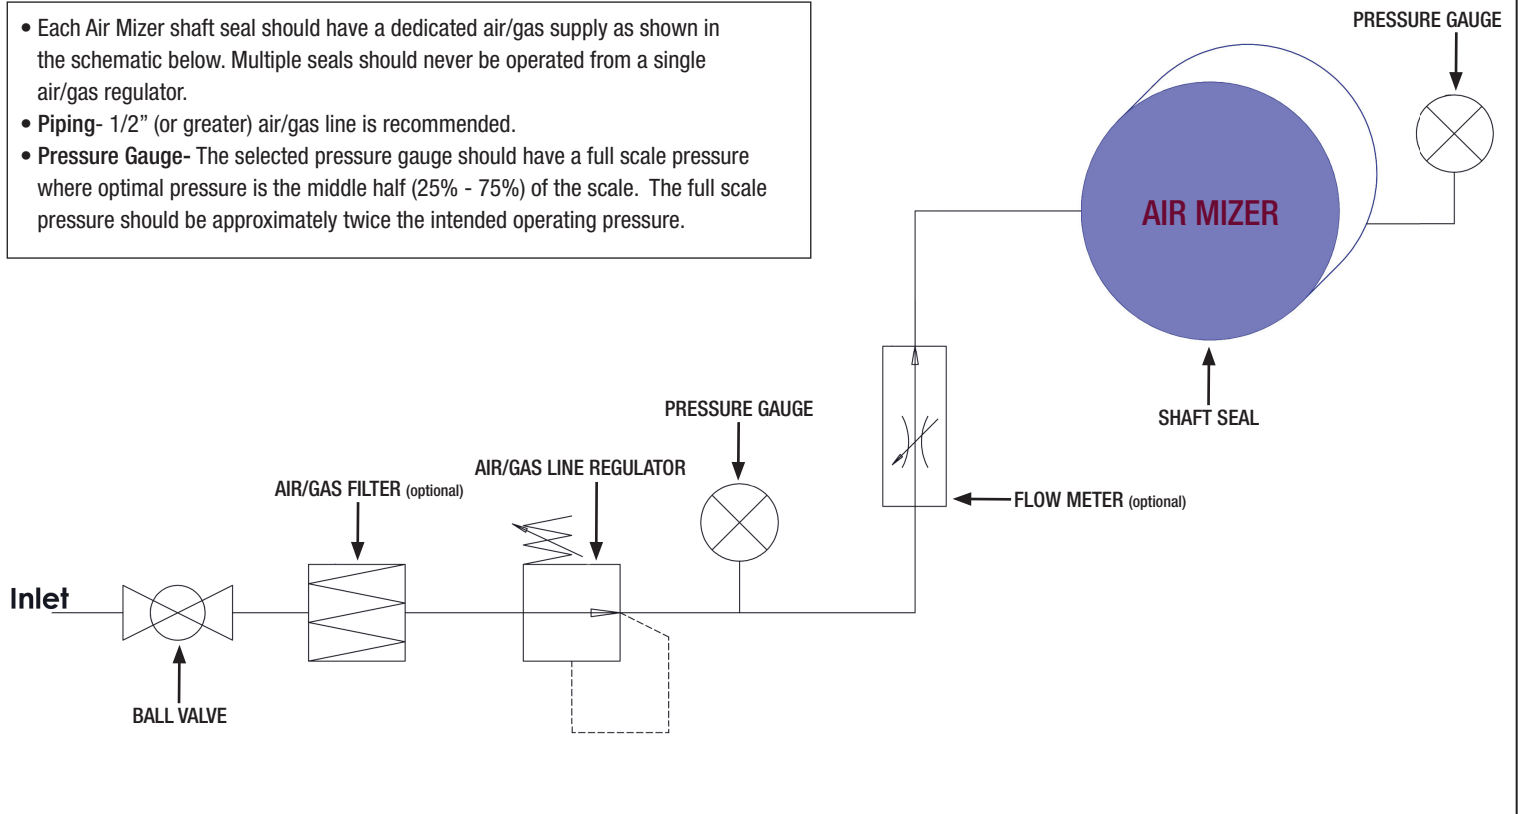 • Each Air Mizer shaft seal should have a dedicated air/gas supply as shown in
the schematic below. Multiple seals should never be operated from a single
air/gas regulator.
• Piping- 1/2” (or greater) air/gas line is recommended.
• Pressure Gauge- The selected pressure gauge should have a full scale pressure
where optimal pressure is the middle half (25% - 75%) of the scale.  The full scale
pressure should be approximately twice the intended operating pressure.
PRESSURE GAUGE
AIR MIZER
SHAFT SEAL
PRESSURE GAUGE
AIR/GAS LINE REGULATOR
AIR/GAS FILTER (optional)
FLOW METER (optional)
Inlet
BALL VALVE